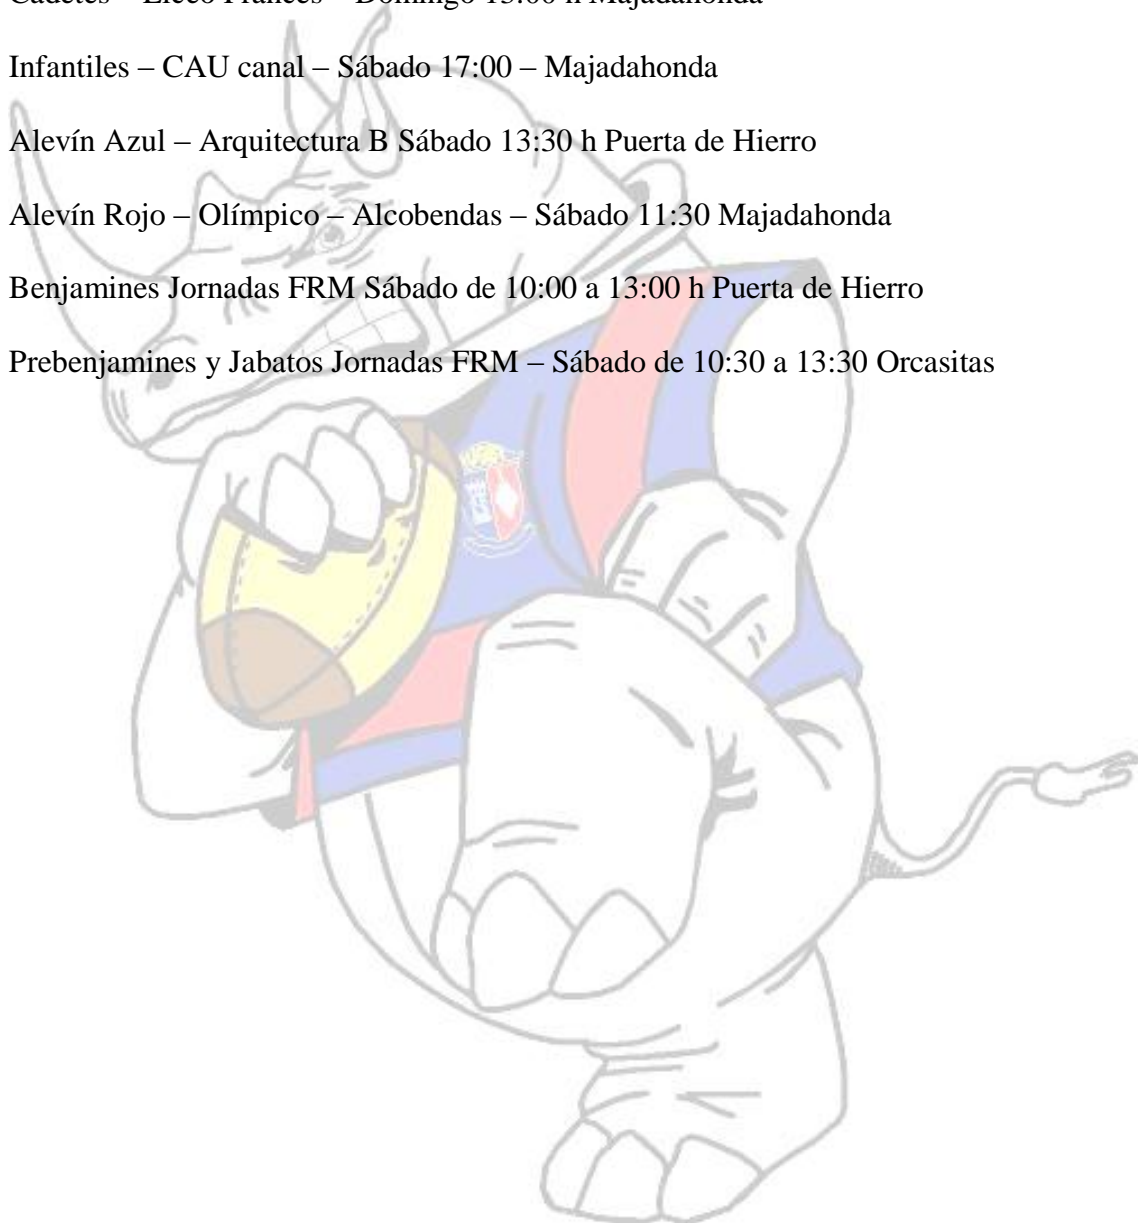 Cadetes – Liceo Francés – Domingo 13:00 h Majadahonda
Infantiles – CAU canal – Sábado 17:00 – Majadahonda
Alevín Azul – Arquitectura B Sábado 13:30 h Puerta de Hierro
Alevín Rojo – Olímpico – Alcobendas – Sábado 11:30 Majadahonda
Benjamines Jornadas FRM Sábado de 10:00 a 13:00 h Puerta de Hierro
Prebenjamines y Jabatos Jornadas FRM – Sábado de 10:30 a 13:30 Orcasitas